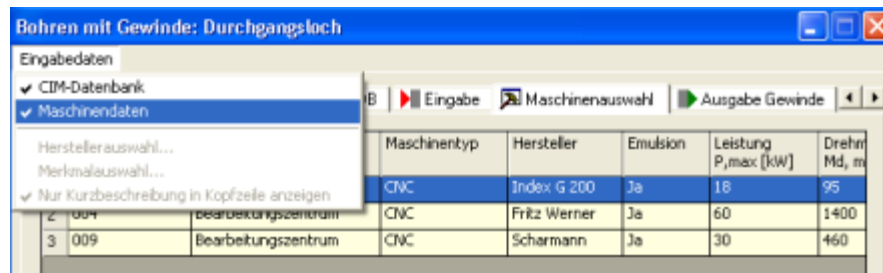 Bohren mit Gewinde: Durchgangsloch
Eingabedaten
CIM-Datenbank
Maschinendaten
Herstellerauswahl...
Merkmalauswahl...
Nur Kurzbeschreibung in Kopfzeile anzeigen
Eingabe Maschinenauswahl Ausgabe Gewinde
Maschinentyp Hersteller Emulsion Leistung
P,max [kW] Md, m
CNC Index G 200 Ja 18 95
2 004 Bearbeitungszentrum CNC Fritz Werner Ja 60 1400
3 009 Bearbeitungszentrum CNC Scharmann Ja 30 460